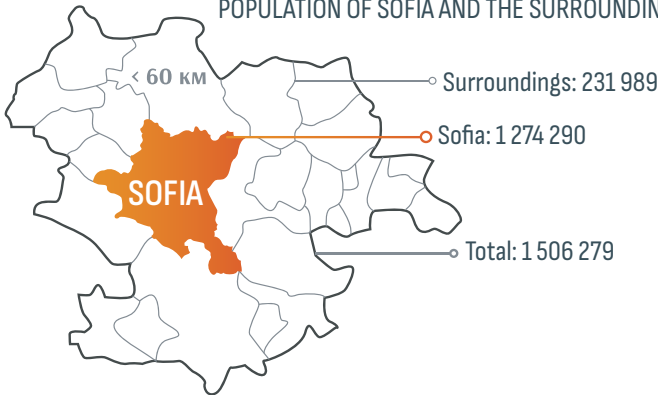 POPULATION OF SOFIA AND THE SURROUNDIN
< 60 км
Surroundings: 231 989
Sofia: 1 274 290
SOFIA
Total: 1 506 279